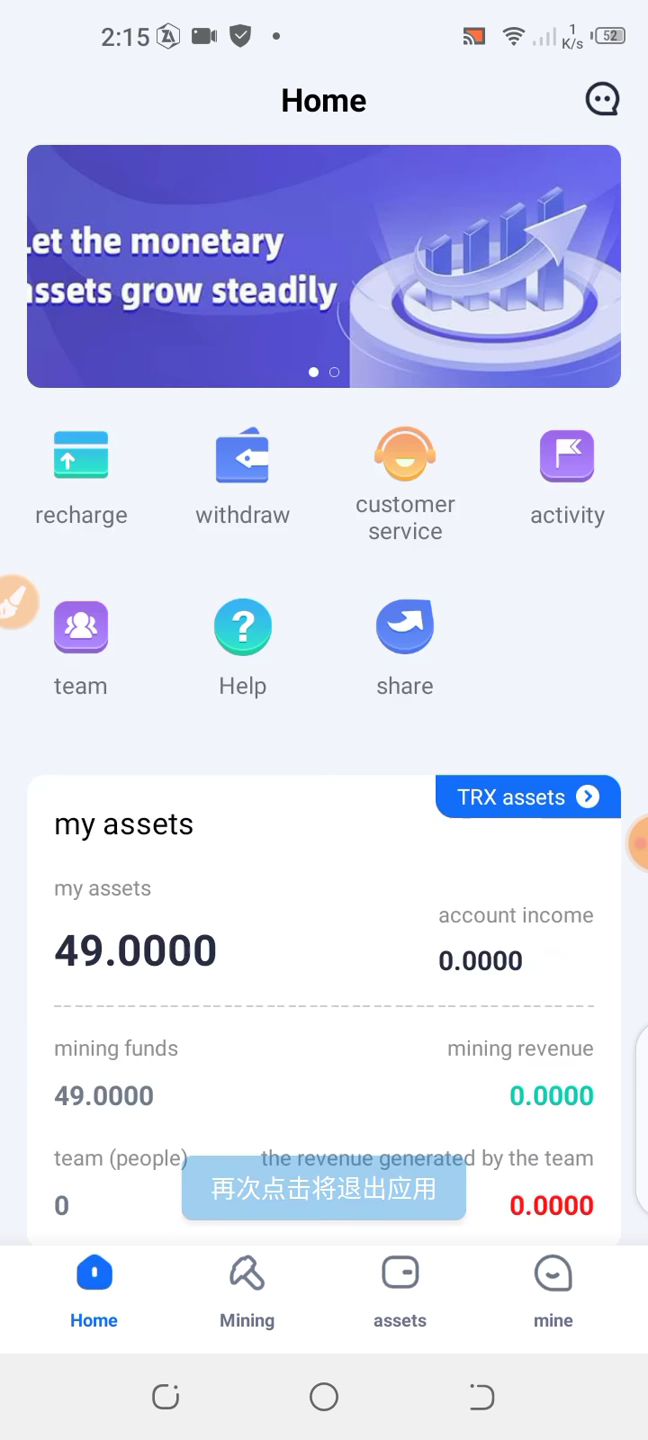 2:15
1
K/s
52
Home
Let the monetary
assets grow steadily
recharge
withdraw
customer
service
activity
team
Help
share
TRX assets
my assets
my assets
49.0000
account income
0.0000
mining funds
49.0000
mining revenue
0.0000
team (people)
the revenue generated by the team
0
0.0000
再次点击将退出应用
Home
Mining
assets
mine